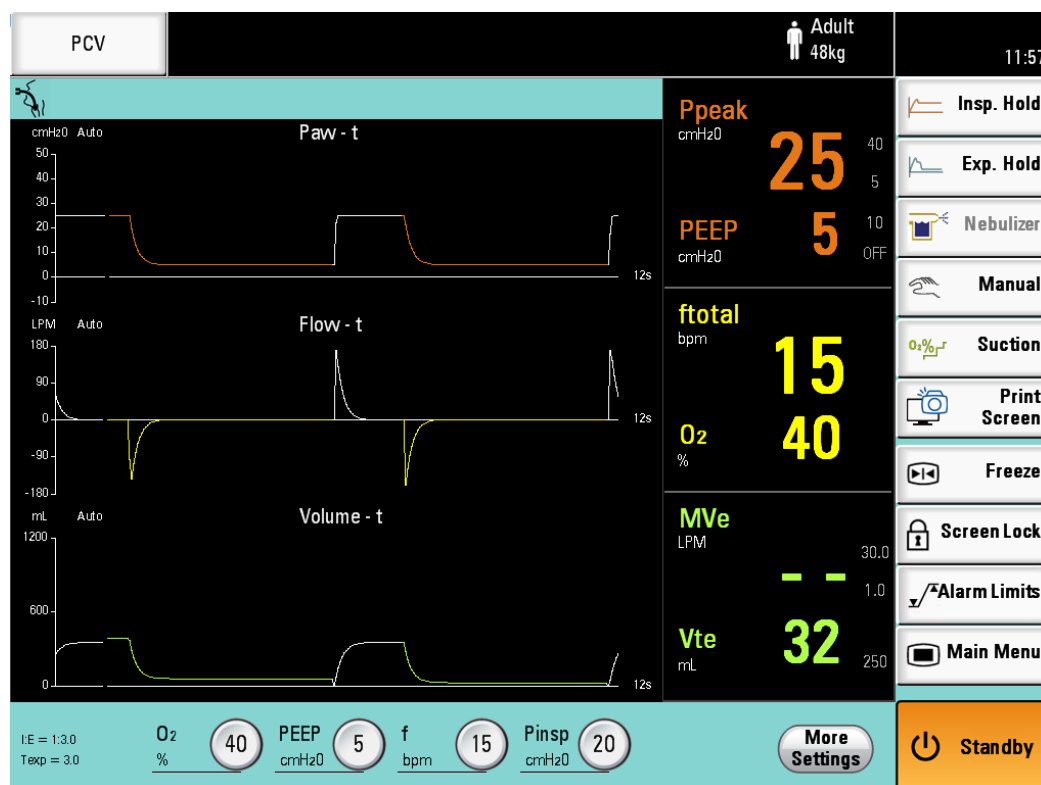 PCV
Adult
48kg
11:57
cmH2O Auto
Paw - t
50
40
30
20
10
0
-10
12s
LPM Auto
Flow - t
180
90
0
-90
-180
12s
mL Auto
Volume - t
1200
600
0
12s
Ppeak
cmH2O
25
40
5
PEEP
cmH2O
5
10
OFF
ftotal
bpm
15
O2
%
40
MVe
LPM
-- 
30.0
1.0
Vte
mL
32
250
Insp. Hold
Exp. Hold
Nebulizer
Manual
O2% Suction
Print
Screen
Freeze
Screen Lock
Alarm Limits
Main Menu
Standby
I:E = 1:3.0
Texp = 3.0
O2
%
40
PEEP
cmH2O
5
f
bpm
15
Pinsp
cmH2O
20
More
Settings